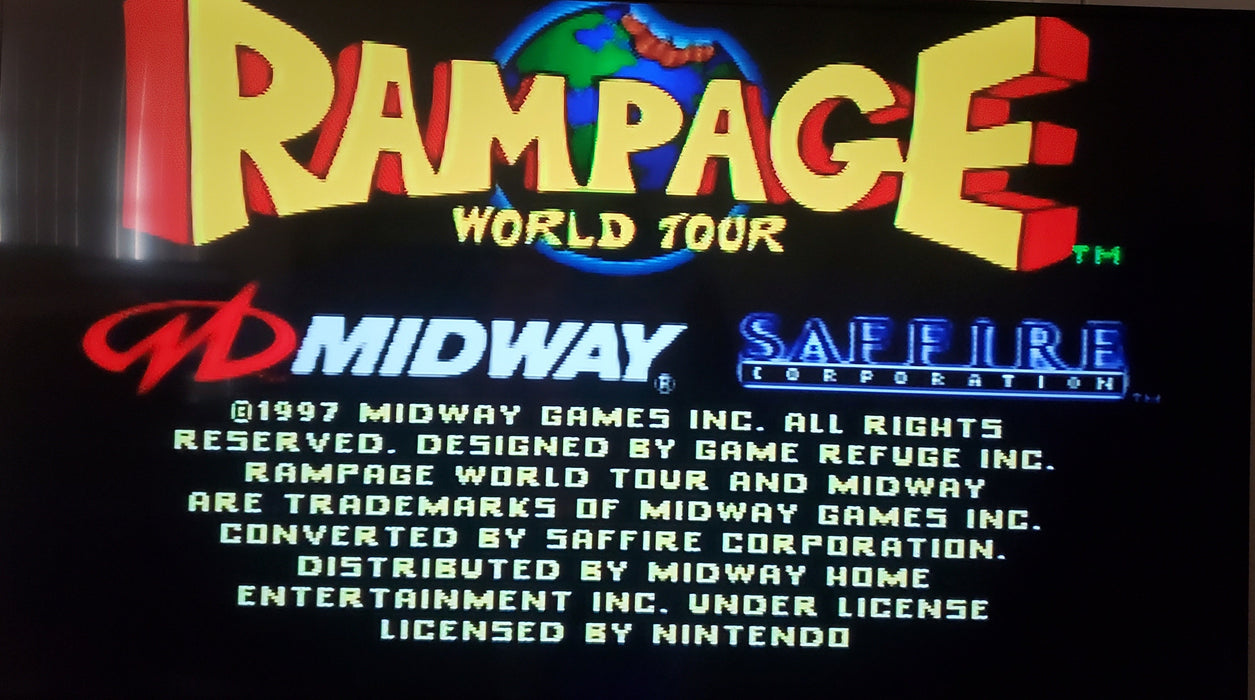 RAMPAGE
WORLD TOUR
TM
MIDWAY®
SAFFIRE
CORPORATION
TM
©1997 MIDWAY GAMES INC. ALL RIGHTS
RESERVED. DESIGNED BY GAME REFUGE INC.
RAMPAGE WORLD TOUR AND MIDWAY
ARE TRADEMARKS OF MIDWAY GAMES INC.
CONVERTED BY SAFFIRE CORPORATION.
DISTRIBUTED BY MIDWAY HOME
ENTERTAINMENT INC. UNDER LICENSE
LICENSED BY NINTENDO